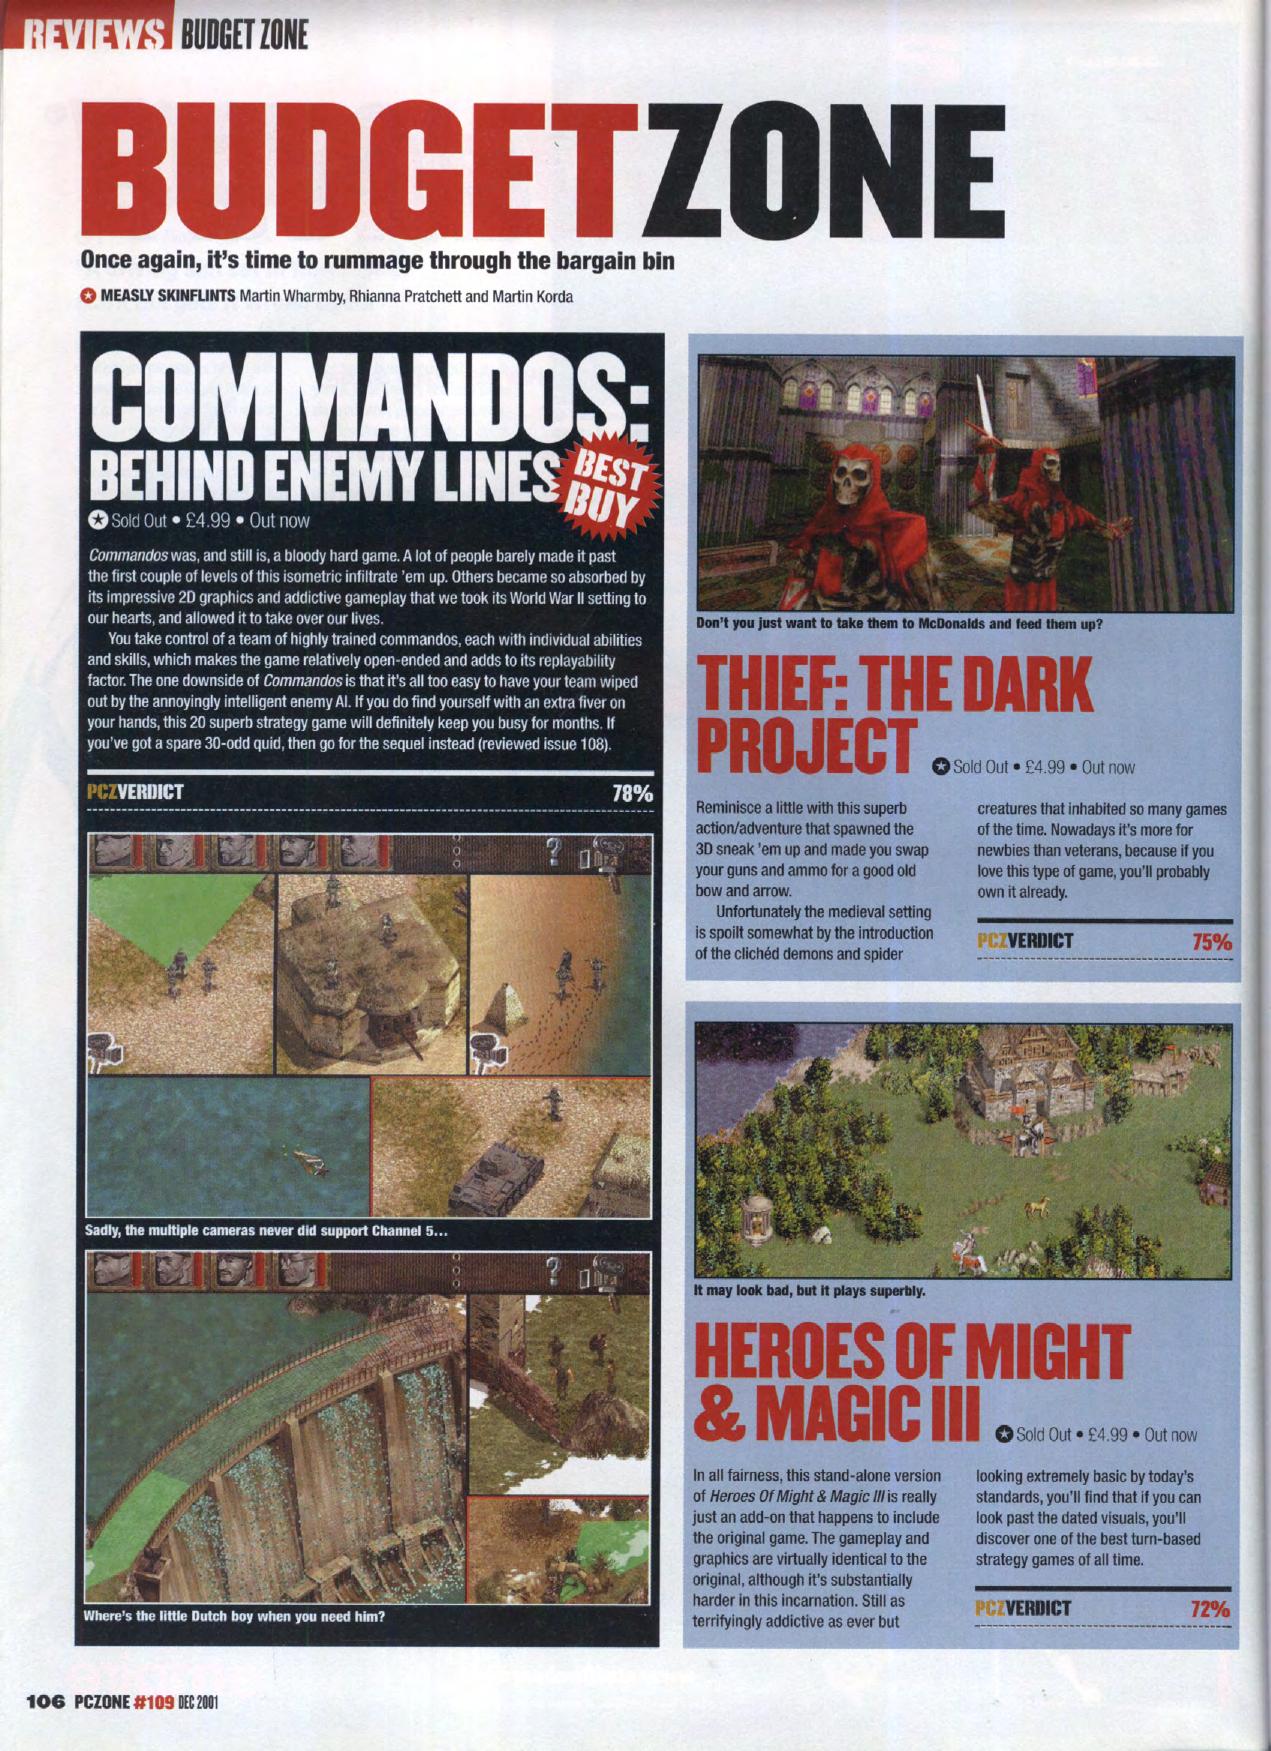 REVIEWS BUDGET ZONE
BUDGETZONE
Once again, it's time to rummage through the bargain bin
MEASLY SKINFLINTS Martin Wharmby, Rhianna Pratchett and Martin Korda
COMMANDOS:
BEHIND ENEMY LINES
BEST
BUY
Sold Out • £4.99 • Out now
Commandos was, and still is, a bloody hard game. A lot of people barely made it past
the first couple of levels of this isometric infiltrate 'em up. Others became so absorbed by
its impressive 2D graphics and addictive gameplay that we took its World War II setting to
our hearts, and allowed it to take over our lives.
You take control of a team of highly trained commandos, each with individual abilities
and skills, which makes the game relatively open-ended and adds to its replayability
factor. The one downside of Commandos is that it's all too easy to have your team wiped
out by the annoyingly intelligent enemy AI. If you do find yourself with an extra fiver on
your hands, this 20 superb strategy game will definitely keep you busy for months. If
you've got a spare 30-odd quid, then go for the sequel instead (reviewed issue 108).
PCZVERDICT 78%
Sadly, the multiple cameras never did support Channel 5...
Where's the little Dutch boy when you need him?
Don't you just want to take them to McDonalds and feed them up?
THIEF: THE DARK
PROJECT
Sold Out • £4.99 • Out now
Reminisce a little with this superb
action/adventure that spawned the
3D sneak 'em up and made you swap
your guns and ammo for a good old
bow and arrow.
Unfortunately the medieval setting
is spoilt somewhat by the introduction
of the clichéd demons and spider
creatures that inhabited so many games
of the time. Nowadays it's more for
newbies than veterans, because if you
love this type of game, you'll probably
own it already.
PCZVERDICT 75%
It may look bad, but it plays superbly.
HEROES OF MIGHT
& MAGIC III
Sold Out • £4.99 • Out now
In all fairness, this stand-alone version
of Heroes Of Might & Magic III is really
just an add-on that happens to include
the original game. The gameplay and
graphics are virtually identical to the
original, although it's substantially
harder in this incarnation. Still as
terrifyingly addictive as ever but
looking extremely basic by today's
standards, you'll find that if you can
look past the dated visuals, you'll
discover one of the best turn-based
strategy games of all time.
PCZVERDICT 72%
106 PCZONE #109 DEC 2001